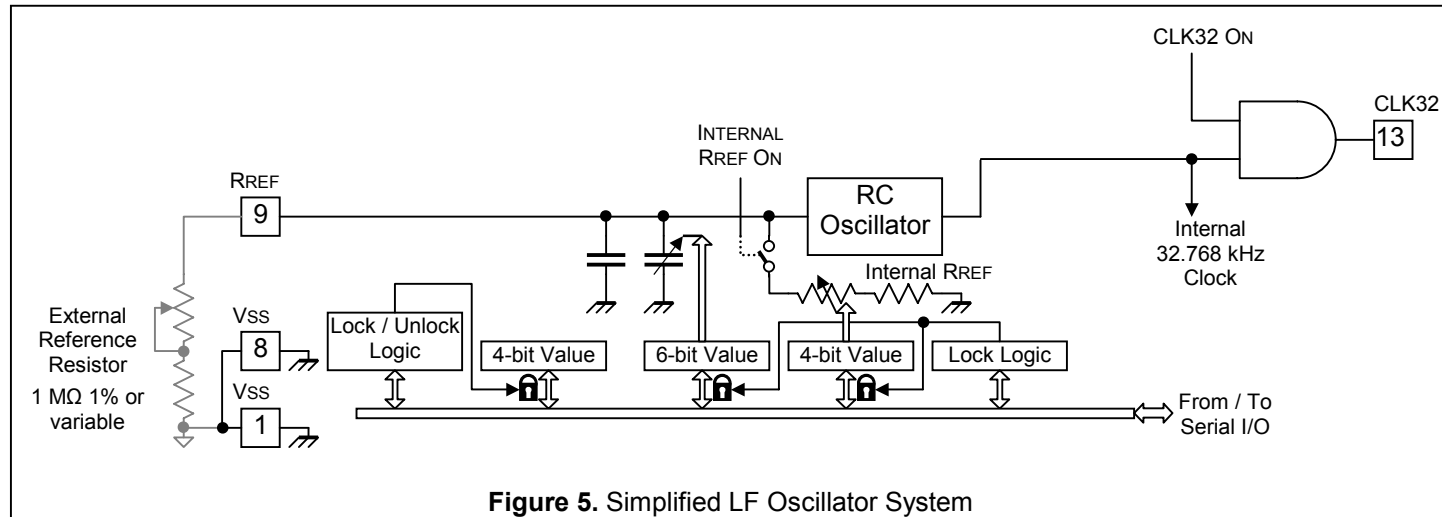 CLK32 ON
CLK32
13
INTERNAL
RREF ON
RREF
9
RC
Oscillator
Internal
32.768 kHz
Clock
Internal RREF
External
Reference
Resistor
1 MΩ 1% or
variable
VSS
8
VSS
1
Lock / Unlock
Logic
4-bit Value
6-bit Value
4-bit Value
Lock Logic
From / To
Serial I/O
Figure 5. Simplified LF Oscillator System